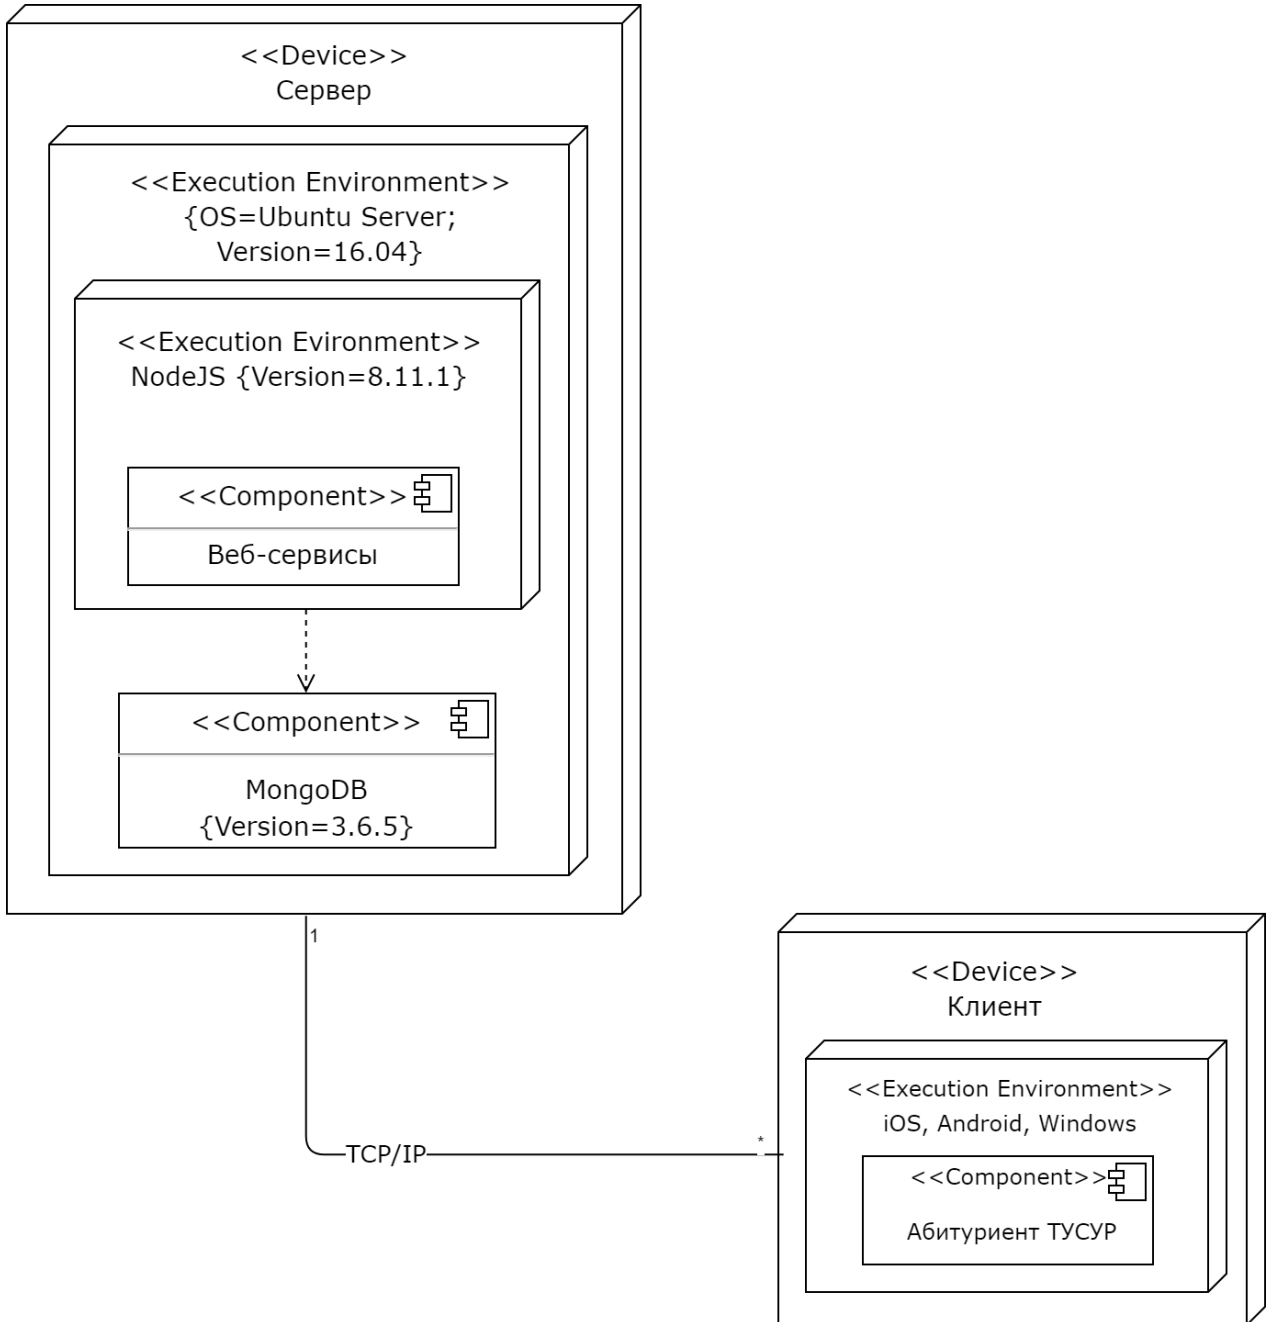 <<Device>>
Сервер
<<Execution Environment>>
{OS=Ubuntu Server;
Version=16.04}
<<Execution Evironment>>
NodeJS {Version=8.11.1}
<<Component>>
Веб-сервисы
<<Component>>
MongoDB
{Version=3.6.5}
1
TCP/IP
*
<<Device>>
Клиент
<<Execution Environment>>
iOS, Android, Windows
<<Component>>
Абитуриент ТУСУР